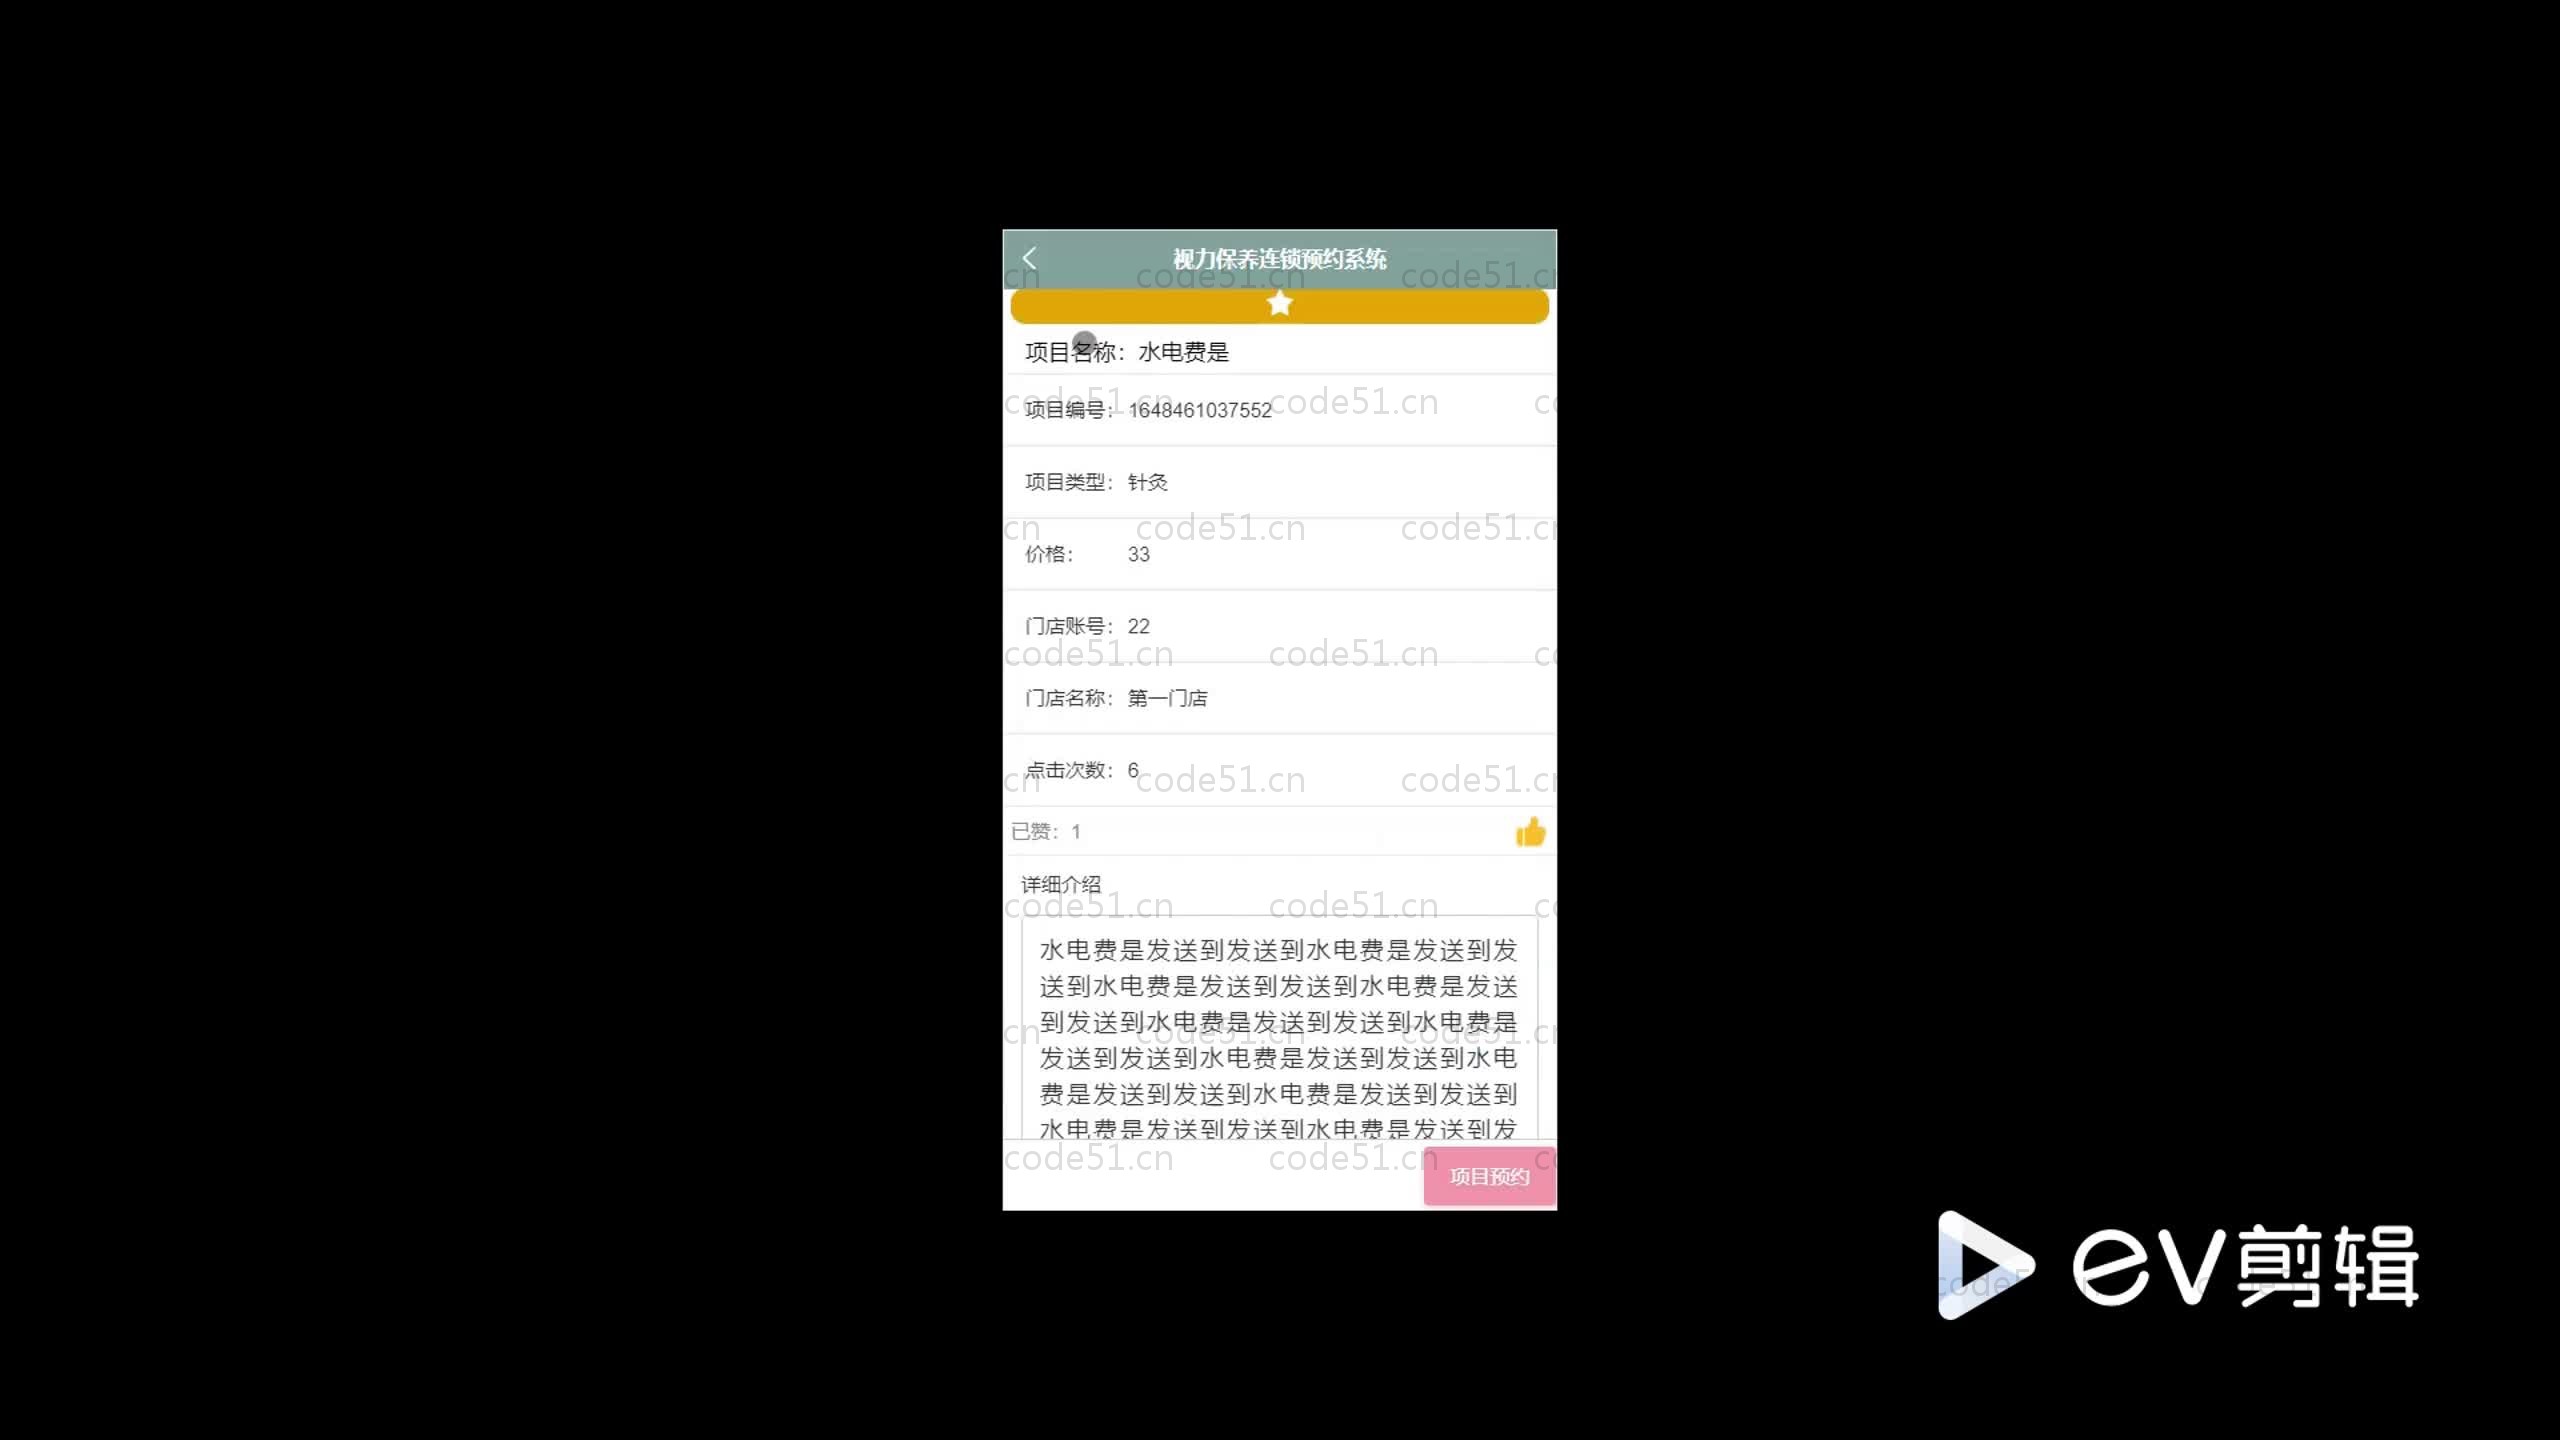 视力保养连锁预约系统
项目名称：水电费是
项目编号：1648461037552
项目类型：针灸
价格：33
门店账号：22
门店名称：第一门店
点击次数：6
已赞：1
详细介绍
水电费是发送到发送到水电费是发送到发
送到水电费是发送到发送到水电费是发送
到发送到水电费是发送到发送到水电费是
发送到发送到水电费是发送到发送到水电
费是发送到发送到水电费是发送到发送到
水电费是发送到发送到水电费是发送到发
项目预约
ev剪辑
code51.cn